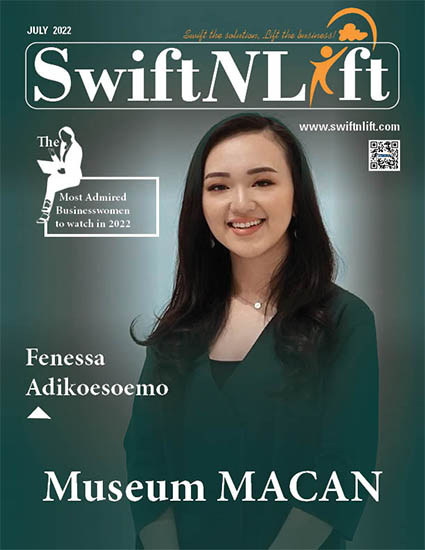 JULY 2022
Swift the solution, Lift the business!
SwiftNLift
www.swiftnlift.com
The
Most Admired
Businesswomen
to watch in 2022
Fenessa
Adikoesoemo
Museum MACAN